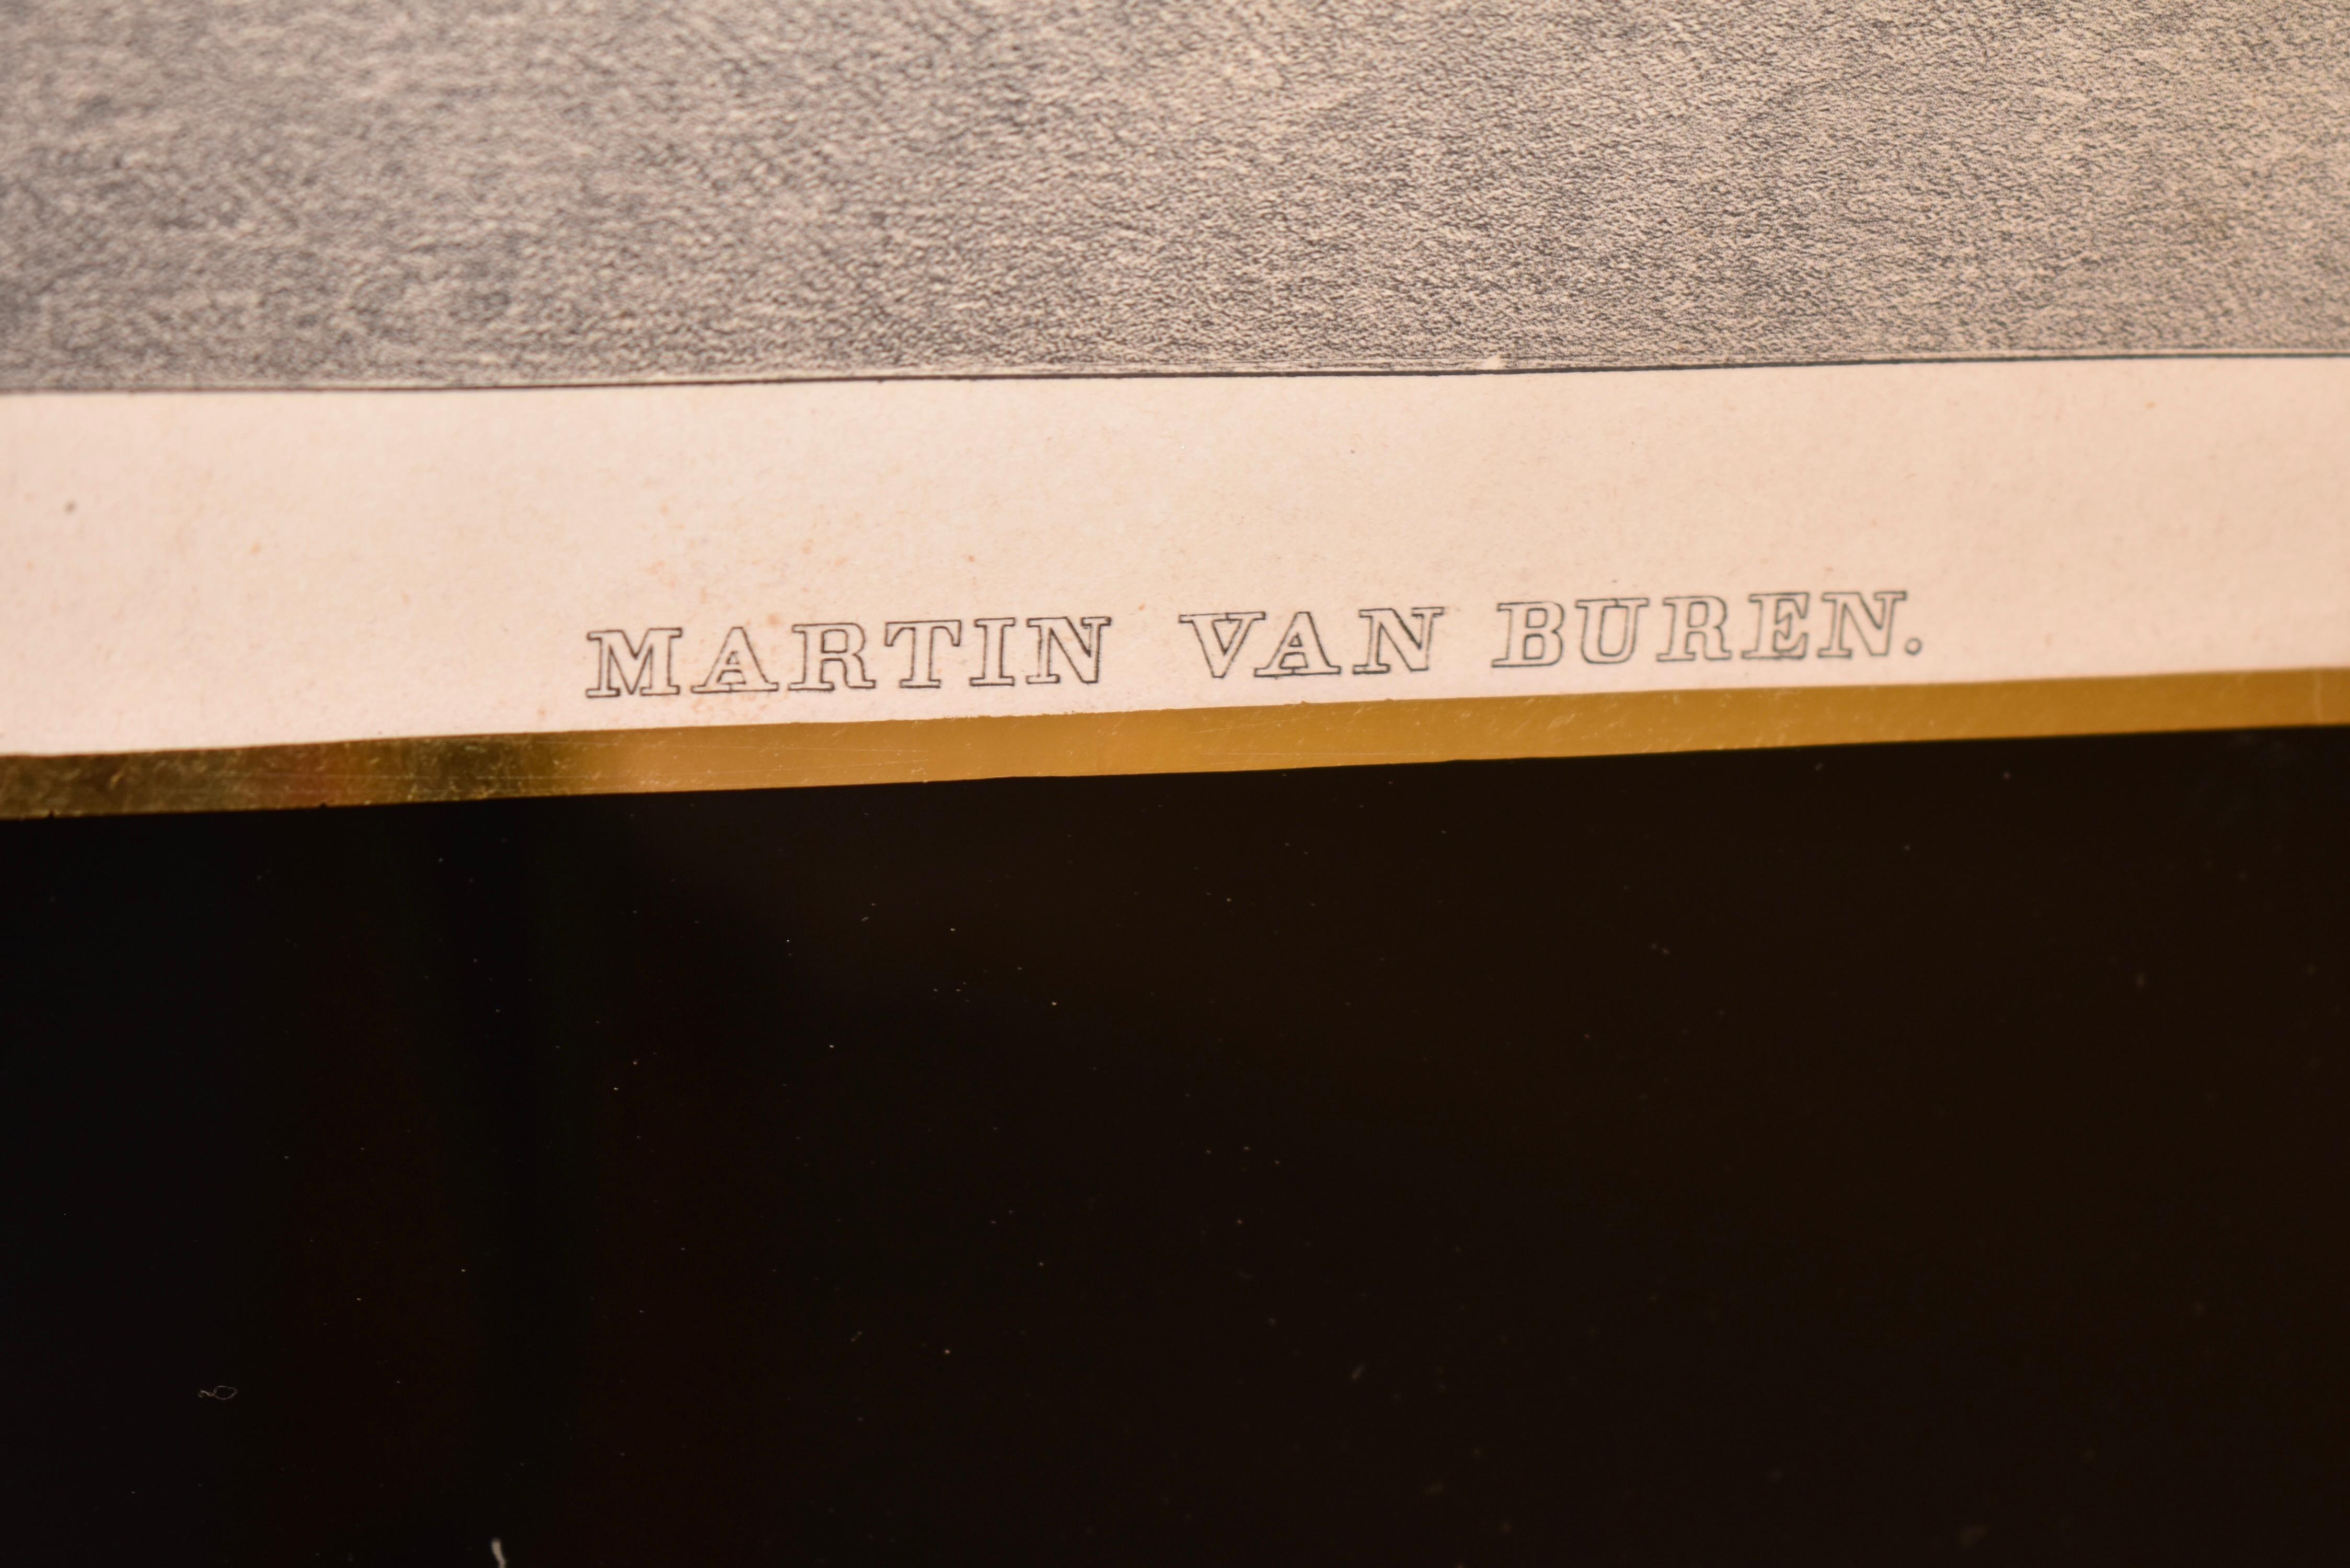 MARTIN VAN BUREN.